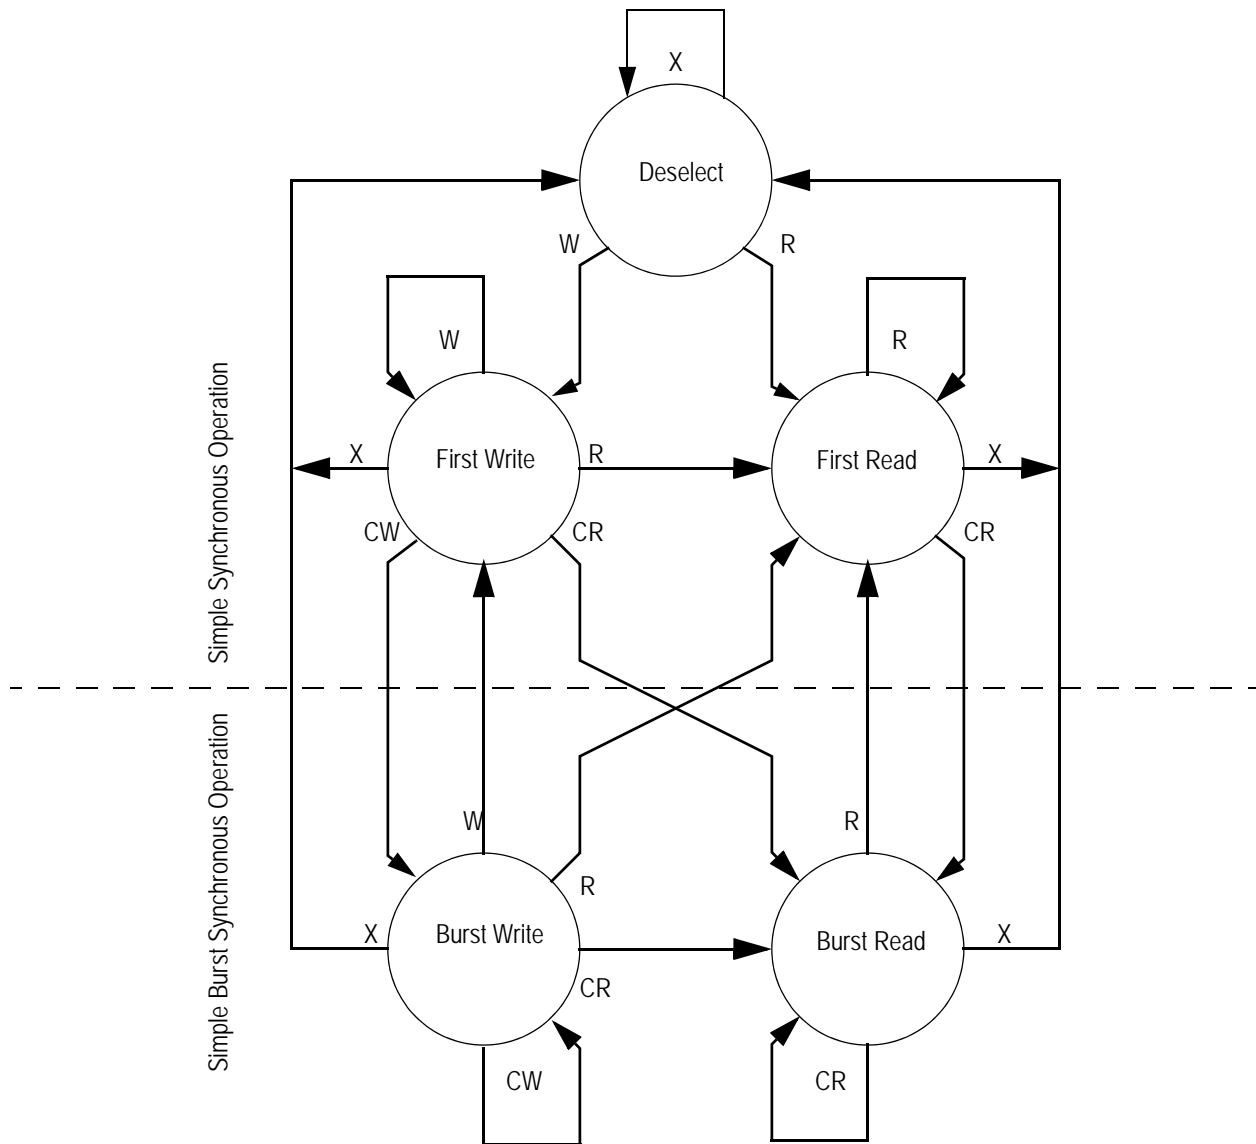 X
Deselect
W
R
W
R
Simple Synchronous Operation
X
First Write
R
First Read
X
CW
CR
CR
Simple Burst Synchronous Operation
W
R
R
X
Burst Write
Burst Read
X
CR
CW
CR